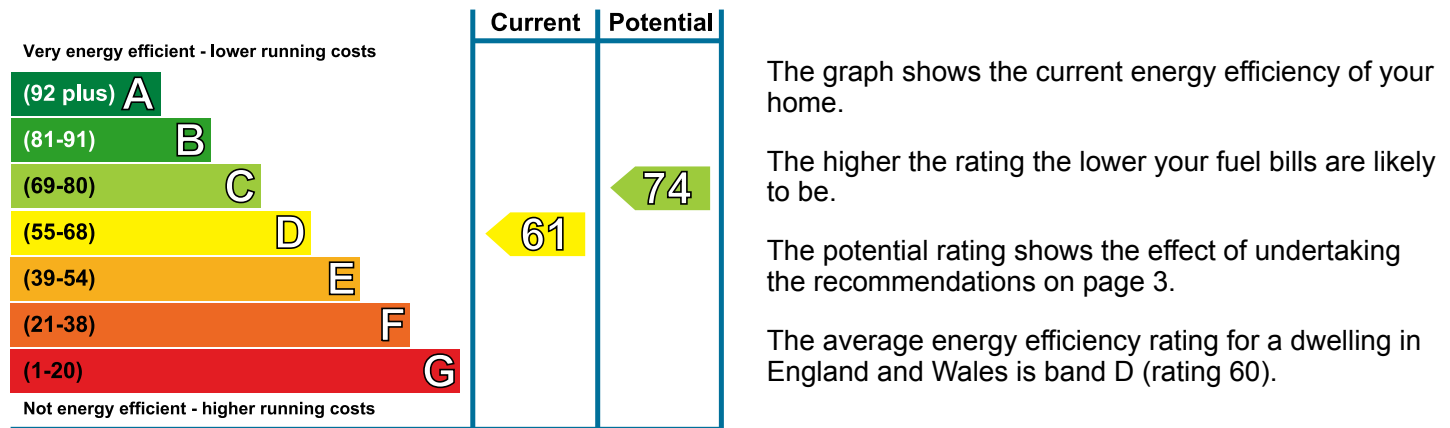 Current Potential
Very energy efficient - lower running costs
(92 plus) A
(81-91) B
(69-80) C
74
(55-68) D
61
(39-54) E
(21-38) F
(1-20) G
Not energy efficient - higher running costs
The graph shows the current energy efficiency of your
home.
The higher the rating the lower your fuel bills are likely
to be.
The potential rating shows the effect of undertaking
the recommendations on page 3.
The average energy efficiency rating for a dwelling in
England and Wales is band D (rating 60).